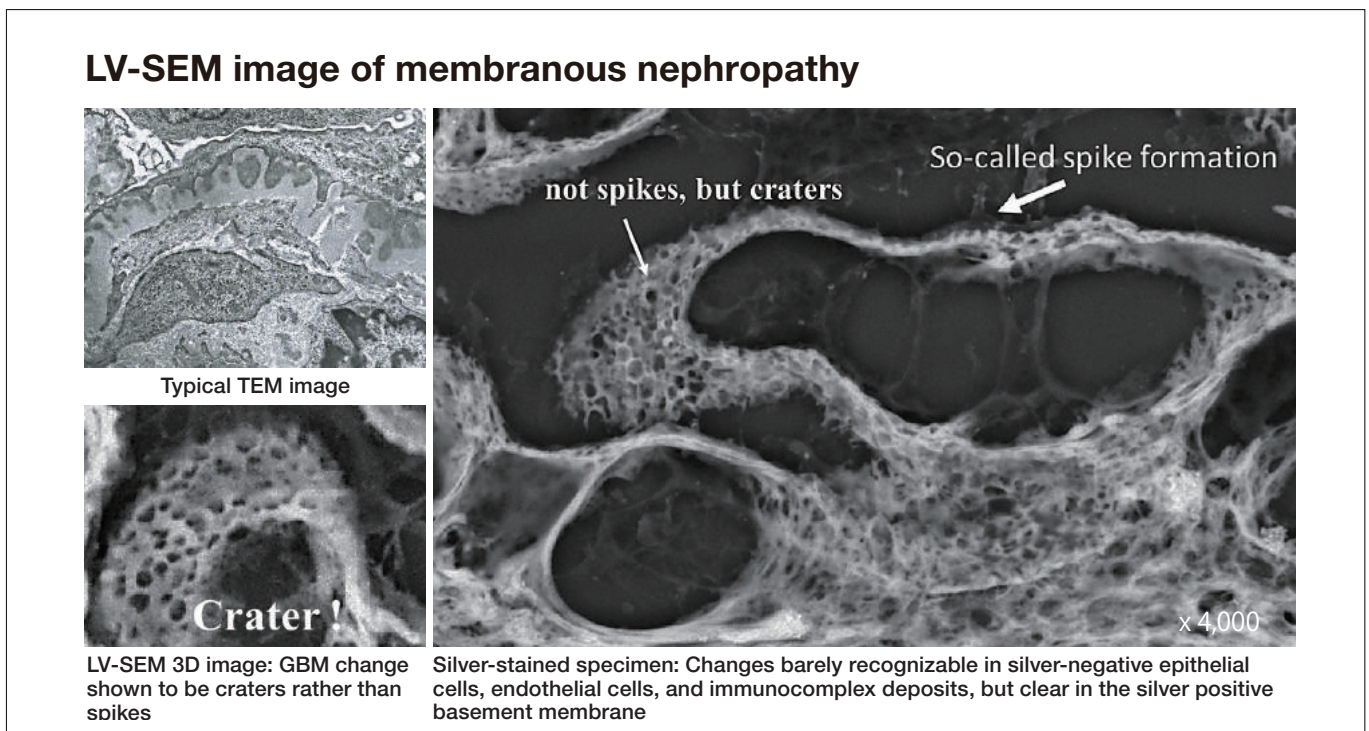 LV-SEM image of membranous nephropathy
not spikes, but craters
So-called spike formation
Typical TEM image
Crater !
x 4,000
LV-SEM 3D image: GBM change
shown to be craters rather than
spikes
Silver-stained specimen: Changes barely recognizable in silver-negative epithelial
cells, endothelial cells, and immunocomplex deposits, but clear in the silver positive
basement membrane